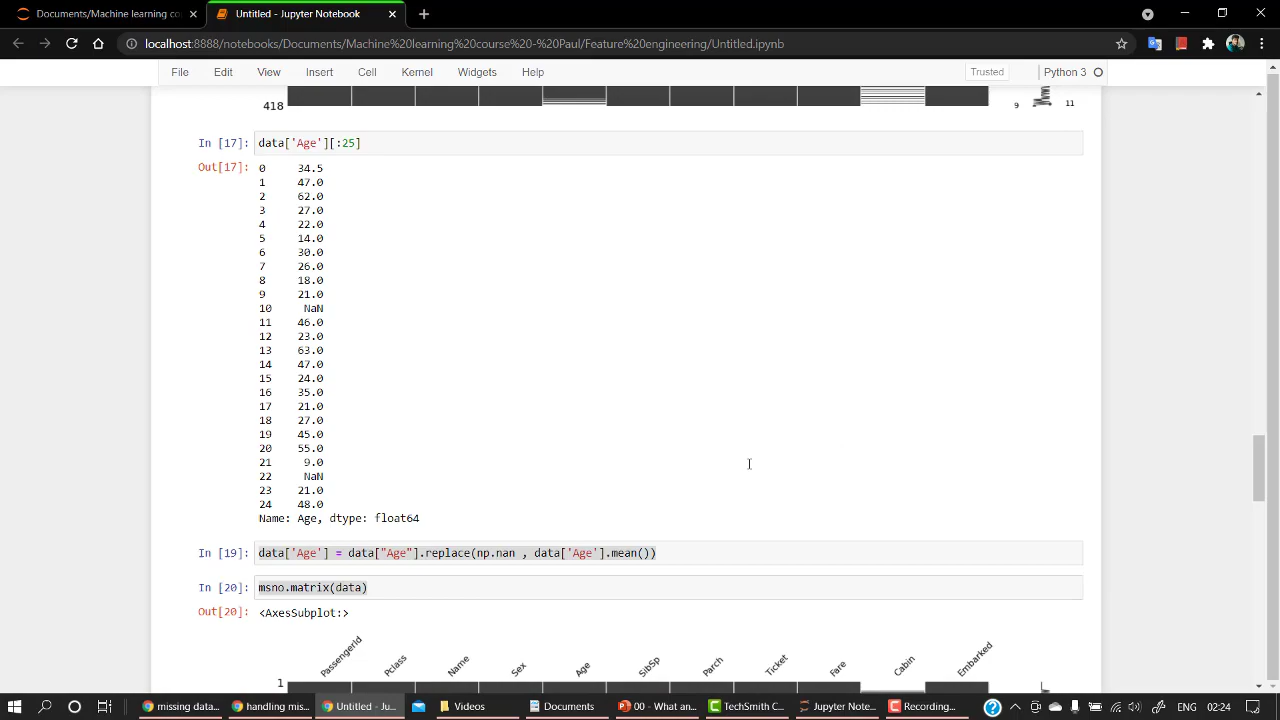 Documents/Machine learning co
Untitled - Jupyter Notebook
localhost:8888/notebooks/Documents/Machine%20learning%20course%20-%20Paul/Feature%20engineering/Untitled.ipynb
File Edit View Insert Cell Kernel Widgets Help Trusted Python 3
418 9 11
In [17]: data['Age'][:25]
Out[17]: 0 34.5
1 47.0
2 62.0
3 27.0
4 22.0
5 14.0
6 30.0
7 26.0
8 18.0
9 21.0
10 NaN
11 46.0
12 23.0
13 63.0
14 47.0
15 24.0
16 35.0
17 21.0
18 27.0
19 45.0
20 55.0
21 9.0
22 NaN
23 21.0
24 48.0
Name: Age, dtype: float64
In [19]: data['Age'] = data["Age"].replace(np.nan , data['Age'].mean())
In [20]: msno.matrix(data)
Out[20]: <AxesSubplot:>
PassengerId Pclass Name Sex Age SibSp Parch Ticket Fare Cabin Embarked
1
missing data... handling mis... Untitled - Ju... Videos Documents 00 - What an... TechSmith C... Jupyter Note... Recording... ENG 02:24